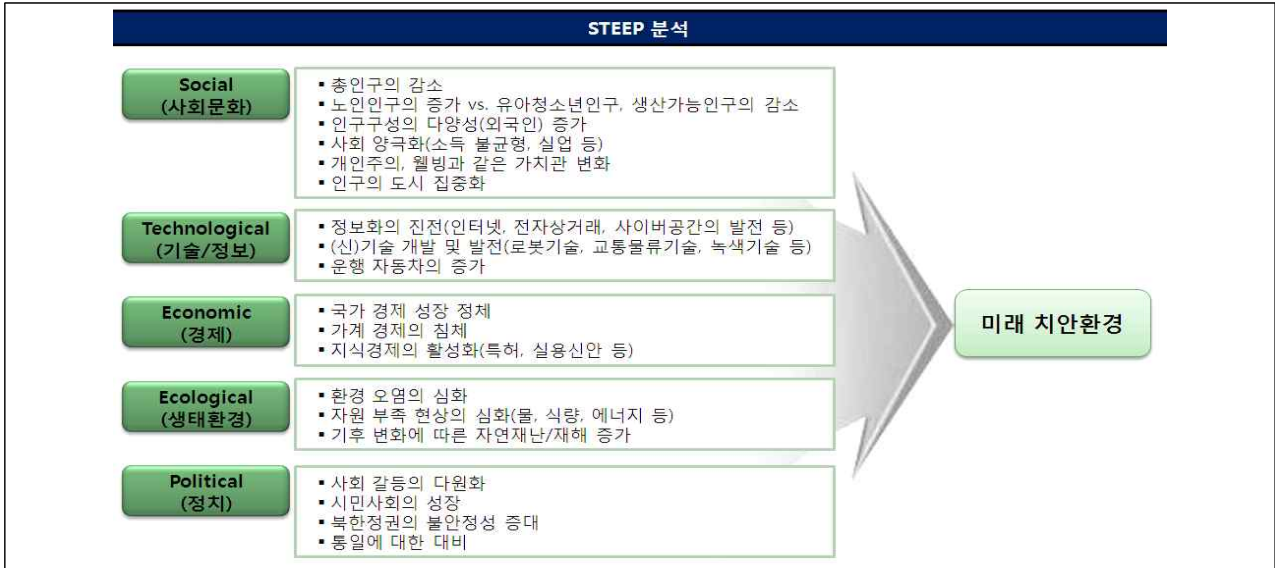 STEEP 분석
Social
(사회문화)
▪ 총인구의 감소
▪ 노인인구의 증가 vs. 유아청소년인구, 생산가능인구의 감소
▪ 인구구성의 다양성(외국인) 증가
▪ 사회 양극화(소득 불균형, 실업 등)
▪ 개인주의, 웰빙과 같은 가치관 변화
▪ 인구의 도시 집중화
Technological
(기술/정보)
▪ 정보화의 진전(인터넷, 전자상거래, 사이버공간의 발전 등)
▪ (신)기술 개발 및 발전(로봇기술, 교통물류기술, 녹색기술 등)
▪ 운행 자동차의 증가
Economic
(경제)
▪ 국가 경제 성장 정체
▪ 가계 경제의 침체
▪ 지식경제의 활성화(특허, 실용신안 등)
미래 치안환경
Ecological
(생태환경)
▪ 환경 오염의 심화
▪ 자원 부족 현상의 심화(물, 식량, 에너지 등)
▪ 기후 변화에 따른 자연재난/재해 증가
Political
(정치)
▪ 사회 갈등의 다원화
▪ 시민사회의 성장
▪ 북한정권의 불안정성 증대
▪ 통일에 대한 대비